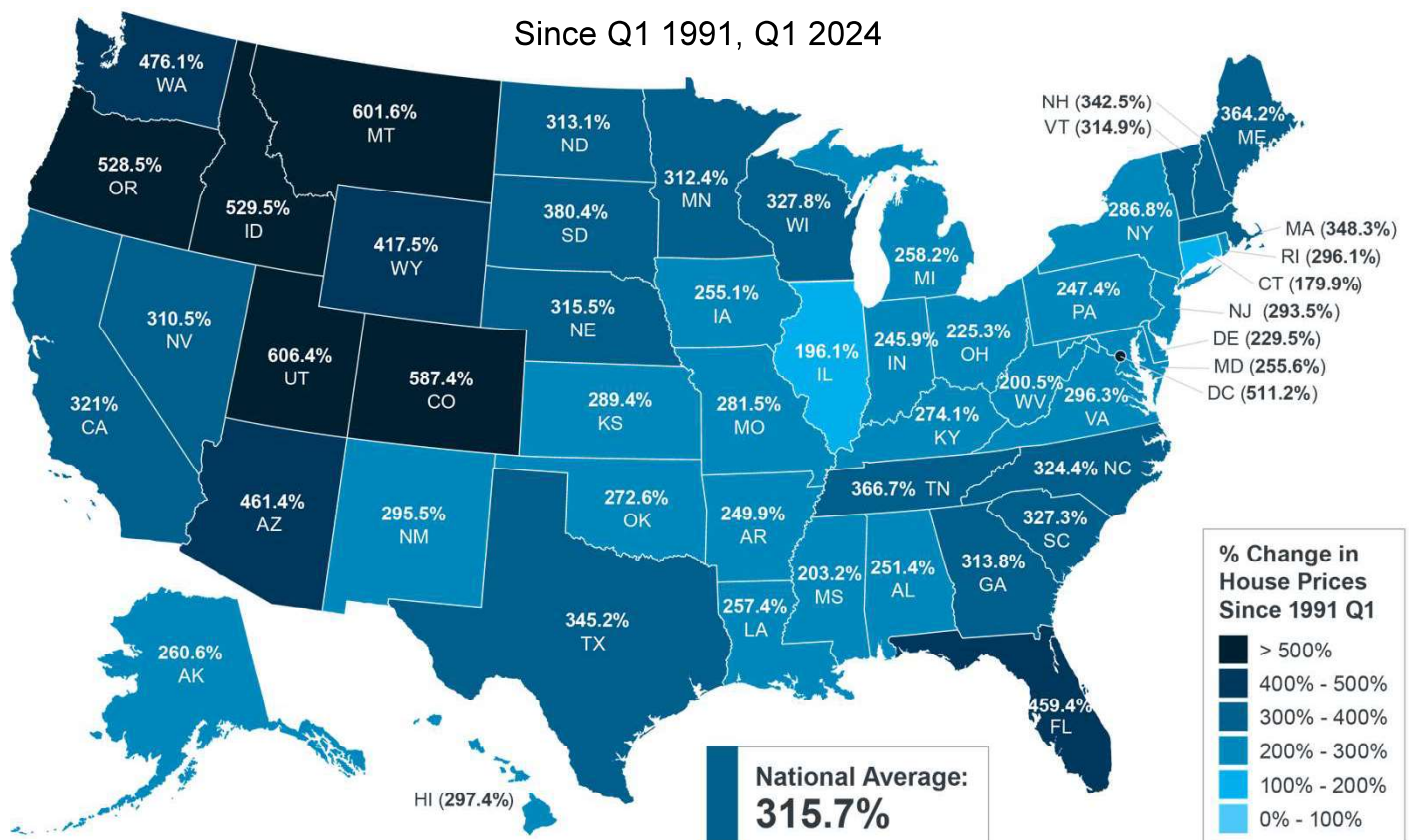 Since Q1 1991, Q1 2024
476.1%
WA
601.6%
MT
313.1%
ND
NH (342.5%)
VT (314.9%)
364.2%
ME
528.5%
OR
529.5%
ID
312.4%
MN
327.8%
WI
286.8%
NY
380.4%
SD
417.5%
WY
258.2%
MI
MA (348.3%)
RI (296.1%)
CT (179.9%)
NJ (293.5%)
DE (229.5%)
MD (255.6%)
DC (511.2%)
310.5%
NV
315.5%
NE
255.1%
IA
247.4%
PA
606.4%
UT
587.4%
CO
196.1%
IL
245.9%
IN
225.3%
OH
321%
CA
289.4%
KS
281.5%
MO
200.5%
WV
296.3%
VA
274.1%
KY
461.4%
AZ
295.5%
NM
272.6%
OK
249.9%
AR
366.7% TN
324.4% NC
327.3%
SC
203.2%
MS
251.4%
AL
313.8%
GA
257.4%
LA
345.2%
TX
260.6%
AK
HI (297.4%)
459.4%
FL
National Average:
315.7%
% Change in
House Prices
Since 1991 Q1
> 500%
400% - 500%
300% - 400%
200% - 300%
100% - 200%
0% - 100%